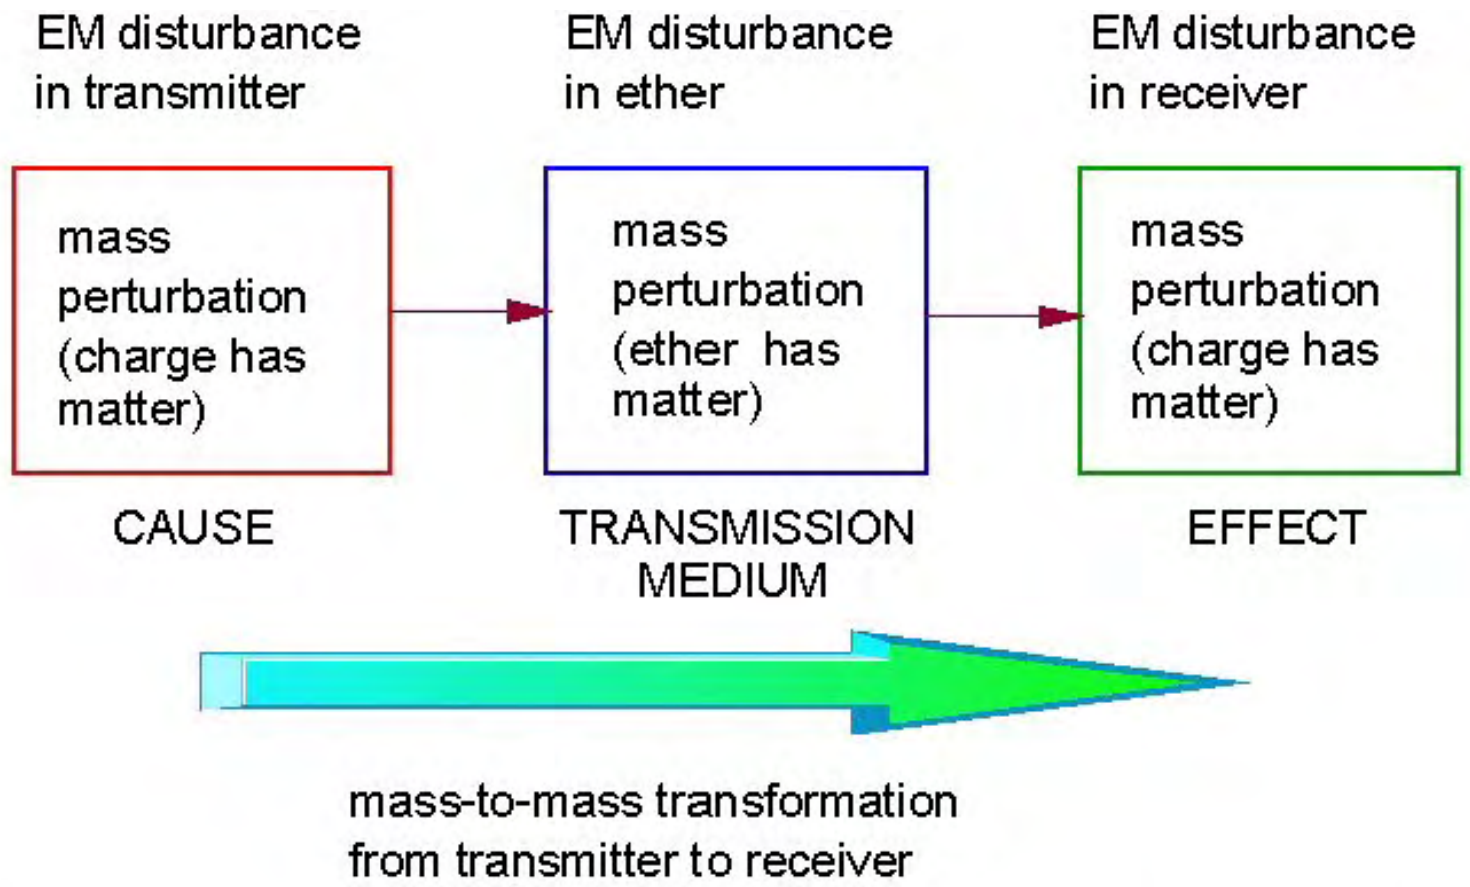 EM disturbance
in transmitter
EM disturbance
in ether
EM disturbance
in receiver
mass
perturbation
(charge has
matter)
mass
perturbation
(ether has
matter)
mass
perturbation
(charge has
matter)
CAUSE
TRANSMISSION
MEDIUM
EFFECT
mass-to-mass transformation
from transmitter to receiver